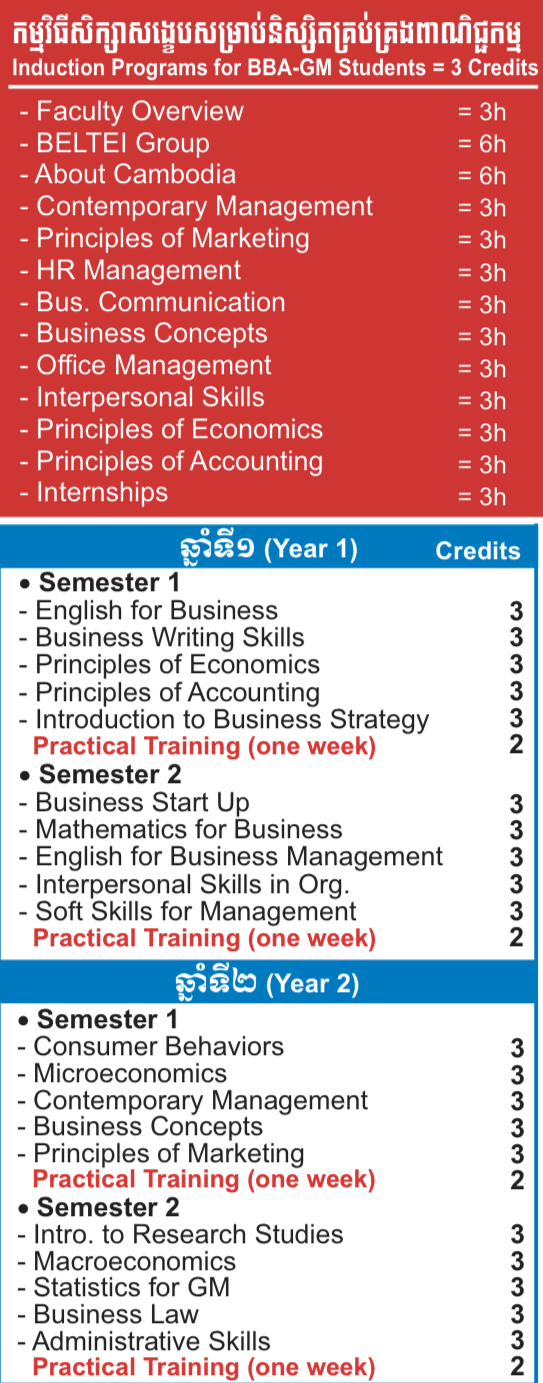 កម្មវិធីសិក្សាសង្ខេបសម្រាប់និស្សិតគ្រប់គ្រងពាណិជ្ជកម្ម
Induction Programs for BBA-GM Students = 3 Credits
- Faculty Overview = 3h
- BELTEI Group = 6h
- About Cambodia = 6h
- Contemporary Management = 3h
- Principles of Marketing = 3h
- HR Management = 3h
- Bus. Communication = 3h
- Business Concepts = 3h
- Office Management = 3h
- Interpersonal Skills = 3h
- Principles of Economics = 3h
- Principles of Accounting = 3h
- Internships = 3h
ឆ្នាំទី១ (Year 1) Credits
• Semester 1
- English for Business 3
- Business Writing Skills 3
- Principles of Economics 3
- Principles of Accounting 3
- Introduction to Business Strategy 3
Practical Training (one week) 2
• Semester 2
- Business Start Up 3
- Mathematics for Business 3
- English for Business Management 3
- Interpersonal Skills in Org. 3
- Soft Skills for Management 3
Practical Training (one week) 2
ឆ្នាំទី២ (Year 2)
• Semester 1
- Consumer Behaviors 3
- Microeconomics 3
- Contemporary Management 3
- Business Concepts 3
- Principles of Marketing 3
Practical Training (one week) 2
• Semester 2
- Intro. to Research Studies 3
- Macroeconomics 3
- Statistics for GM 3
- Business Law 3
- Administrative Skills 3
Practical Training (one week) 2